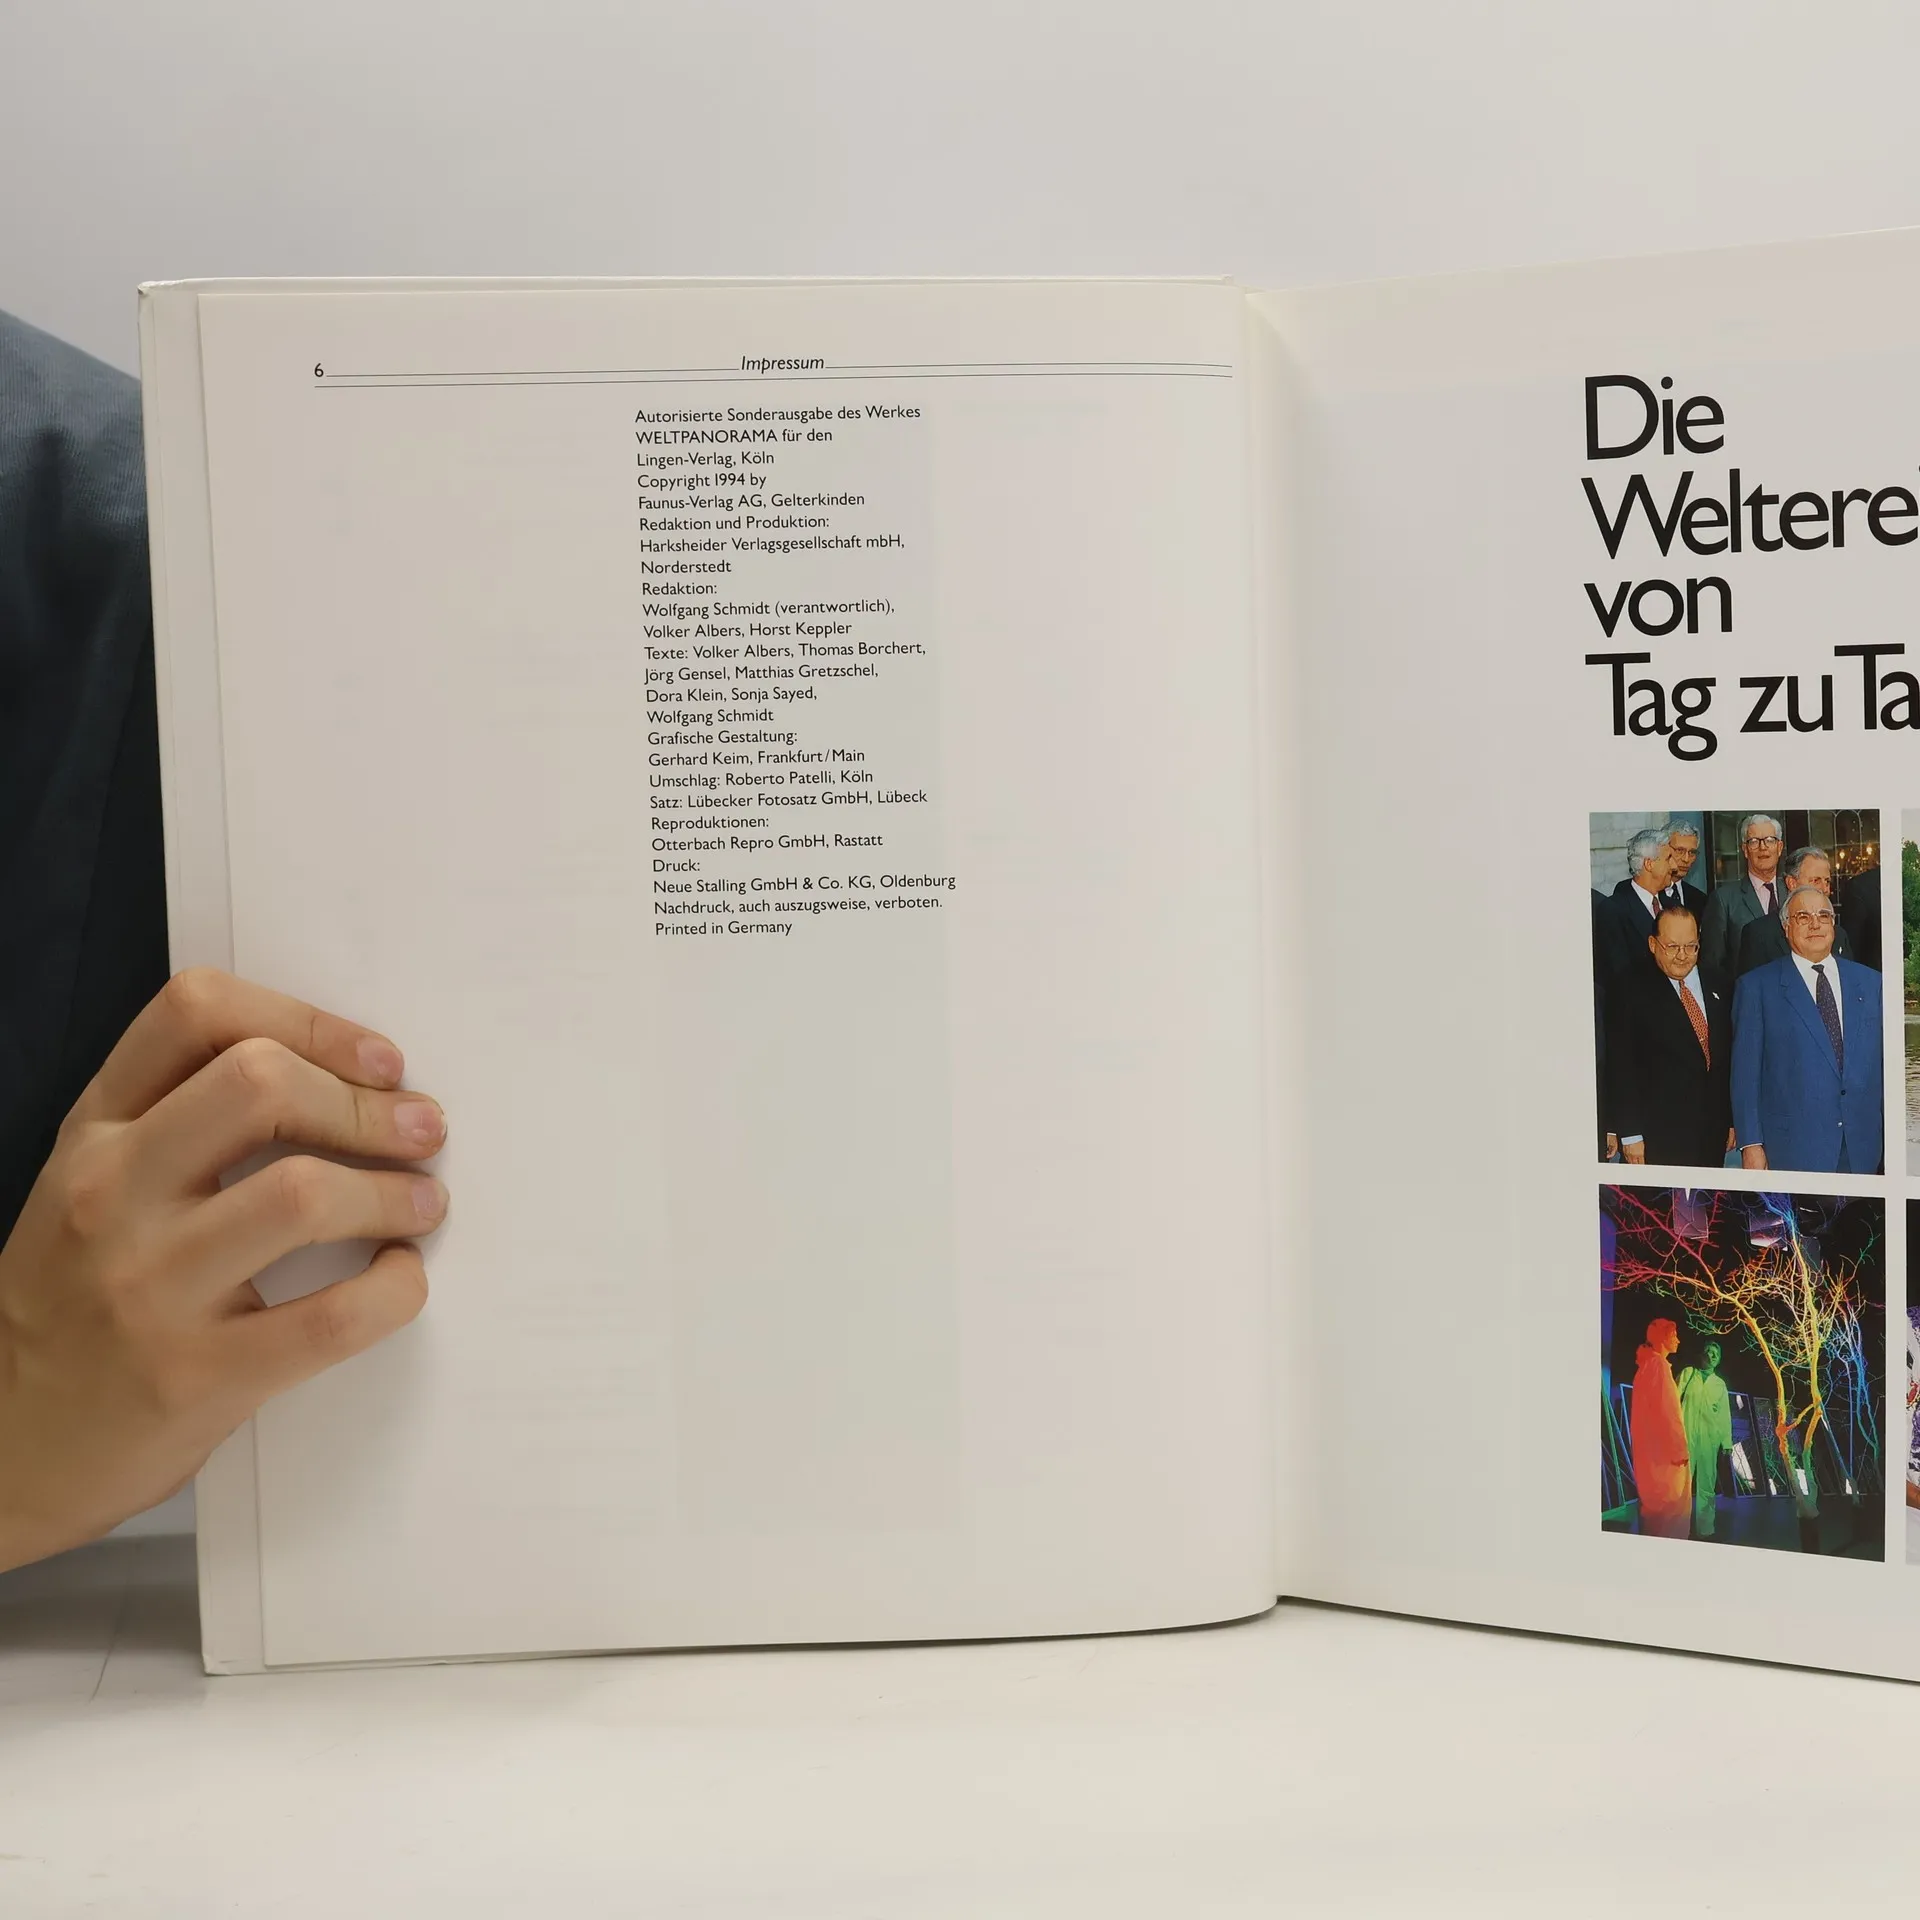 6
Impressum
Autorisierte Sonderausgabe des Werkes
WELTPANORAMA für den
Lingen-Verlag, Köln
Copyright 1994 by
Faunus-Verlag AG, Gelterkinden
Redaktion und Produktion:
Harksheider Verlagsgesellschaft mbH,
Norderstedt
Redaktion:
Wolfgang Schmidt (verantwortlich),
Volker Albers, Horst Keppler
Texte: Volker Albers, Thomas Borchert,
Jörg Gensel, Matthias Gretzschel,
Dora Klein, Sonja Sayed,
Wolfgang Schmidt
Grafische Gestaltung:
Gerhard Keim, Frankfurt/Main
Umschlag: Roberto Patelli, Köln
Satz: Lübecker Fotosatz GmbH, Lübeck
Reproduktionen:
Otterbach Repro GmbH, Rastatt
Druck:
Neue Stalling GmbH & Co. KG, Oldenburg
Nachdruck, auch auszugsweise, verboten.
Printed in Germany
Die
Weltere
von
Tag zu Ta